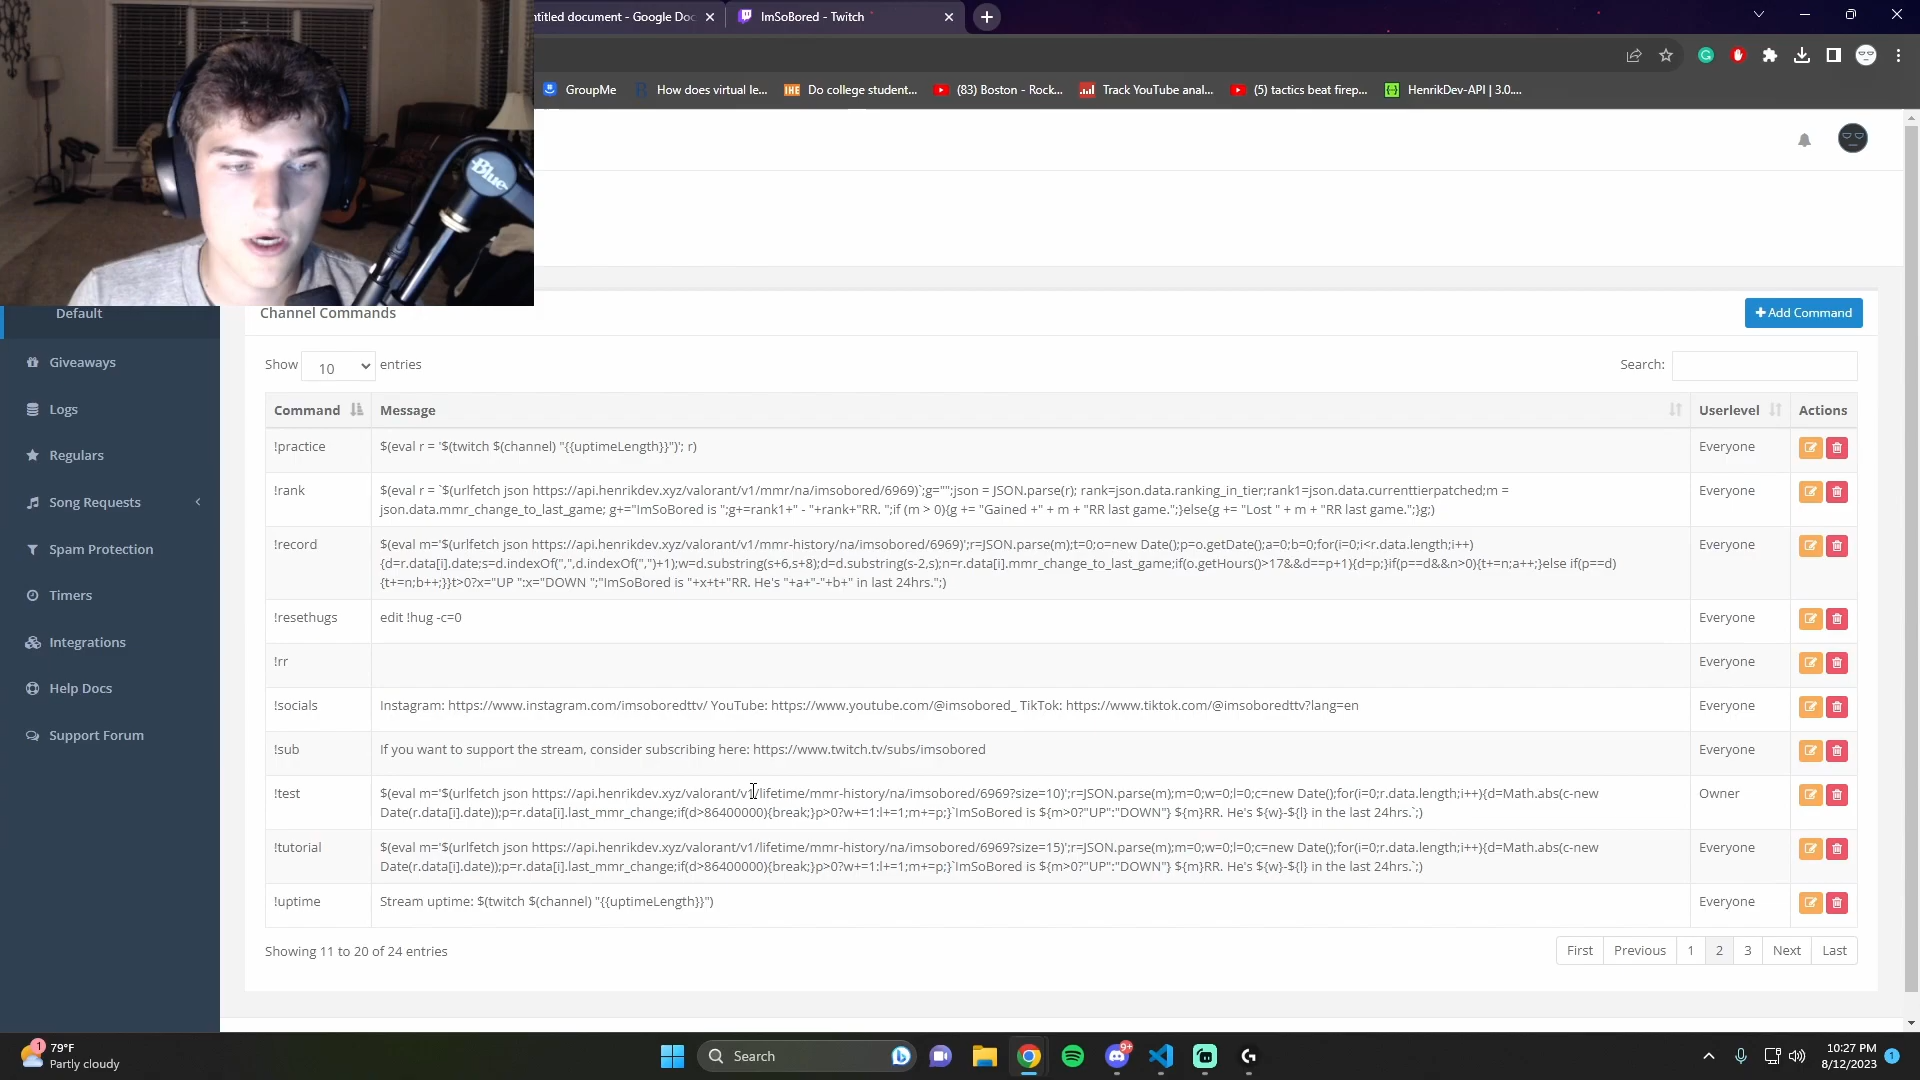 ntitled document - Google Doc
ImSoBored - Twitch
GroupMe
How does virtual le...
IHE
Do college student...
(83) Boston - Rock...
Track YouTube anal...
(5) tactics beat firep...
HenrikDev-API | 3.0....
Blue
Default
Giveaways
Logs
Regulars
Song Requests
Spam Protection
Timers
Integrations
Help Docs
Support Forum
Channel Commands
Add Command
Show 10 entries
Search:
Command Message Userlevel Actions
!practice $(eval r = '$(twitch $(channel) "{{uptimeLength}}")'; r) Everyone
!rank $(eval r = `$(urlfetch json https://api.henrikdev.xyz/valorant/v1/mmr/na/imsobored/6969)`;g="";json = JSON.parse(r); rank=json.data.ranking_in_tier;rank1=json.data.currenttierpatched;m = Everyone
json.data.mmr_change_to_last_game; g+="ImSoBored is ";g+=rank1+" - "+rank+"RR. ";if (m > 0){g += "Gained +" + m + "RR last game.";}else{g += "Lost " + m + "RR last game.";}g;)
!record $(eval m='$(urlfetch json https://api.henrikdev.xyz/valorant/v1/mmr-history/na/imsobored/6969)';r=JSON.parse(m);t=0;o=new Date();p=o.getDate();a=0;b=0;for(i=0;i<r.data.length;i++) Everyone
{d=r.data[i].date;s=d.indexOf(",",d.indexOf(",")+1);w=d.substring(s+6,s+8);d=d.substring(s-2,s);n=r.data[i].mmr_change_to_last_game;if(o.getHours()>17&&d==p+1){d=p;}if(p==d&&n>0){t+=n;a++;}else if(p==d)
{t+=n;b++;}}t>0?x="UP ":x="DOWN ";"ImSoBored is "+x+t+"RR. He's "+a+"-"+b+" in last 24hrs.";)
!resethugs edit !hug -c=0 Everyone
!rr Everyone
!socials Instagram: https://www.instagram.com/imsoboredttv/ YouTube: https://www.youtube.com/@imsobored_ TikTok: https://www.tiktok.com/@imsoboredttv?lang=en Everyone
!sub If you want to support the stream, consider subscribing here: https://www.twitch.tv/subs/imsobored Everyone
!test $(eval m='$(urlfetch json https://api.henrikdev.xyz/valorant/v1/lifetime/mmr-history/na/imsobored/6969?size=10)';r=JSON.parse(m);m=0;w=0;l=0;c=new Date();for(i=0;r.data.length;i++){d=Math.abs(c-new Owner
Date(r.data[i].date));p=r.data[i].last_mmr_change;if(d>86400000){break;}p>0?w+=1:l+=1;m+=p;}`ImSoBored is ${m>0?"UP":"DOWN"} ${m}RR. He's ${w}-${l} in the last 24hrs.`;)
!tutorial $(eval m='$(urlfetch json https://api.henrikdev.xyz/valorant/v1/lifetime/mmr-history/na/imsobored/6969?size=15)';r=JSON.parse(m);m=0;w=0;l=0;c=new Date();for(i=0;r.data.length;i++){d=Math.abs(c-new Everyone
Date(r.data[i].date));p=r.data[i].last_mmr_change;if(d>86400000){break;}p>0?w+=1:l+=1;m+=p;}`ImSoBored is ${m>0?"UP":"DOWN"} ${m}RR. He's ${w}-${l} in the last 24hrs.`;)
!uptime Stream uptime: $(twitch $(channel) "{{uptimeLength}}") Everyone
Showing 11 to 20 of 24 entries
First Previous 1 2 3 Next Last
1
79°F
Partly cloudy
Search
9+
10:27 PM
8/12/2023
1